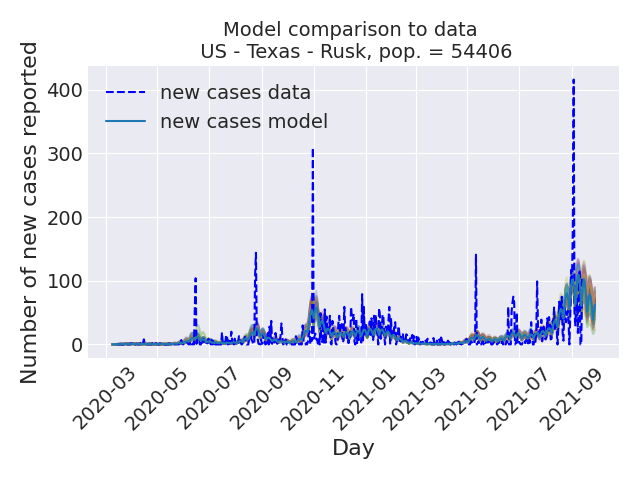 Model comparison to data
US - Texas - Rusk, pop. = 54406
Number of new cases reported
400
300
200
100
0
new cases data
new cases model
2020-03
2020-05
2020-07
2020-09
2020-11
2021-01
2021-03
2021-05
2021-07
2021-09
Day